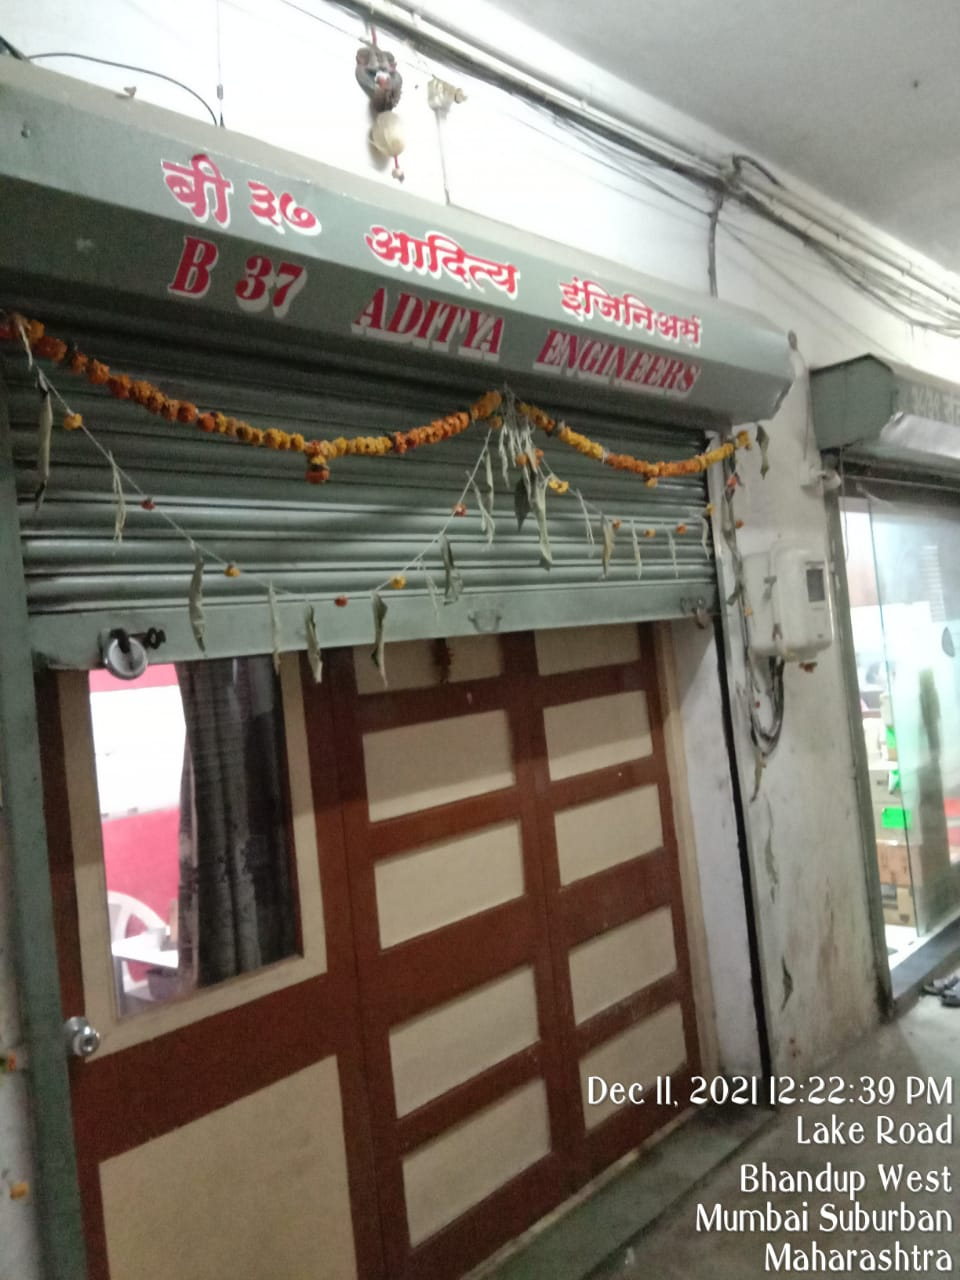 बी ३७ आदित्य इंजिनिअर्स
B 37 ADITYA ENGINEERS
Dec 11, 2021 12:22:39 PM
Lake Road
Bhandup West
Mumbai Suburban
Maharashtra